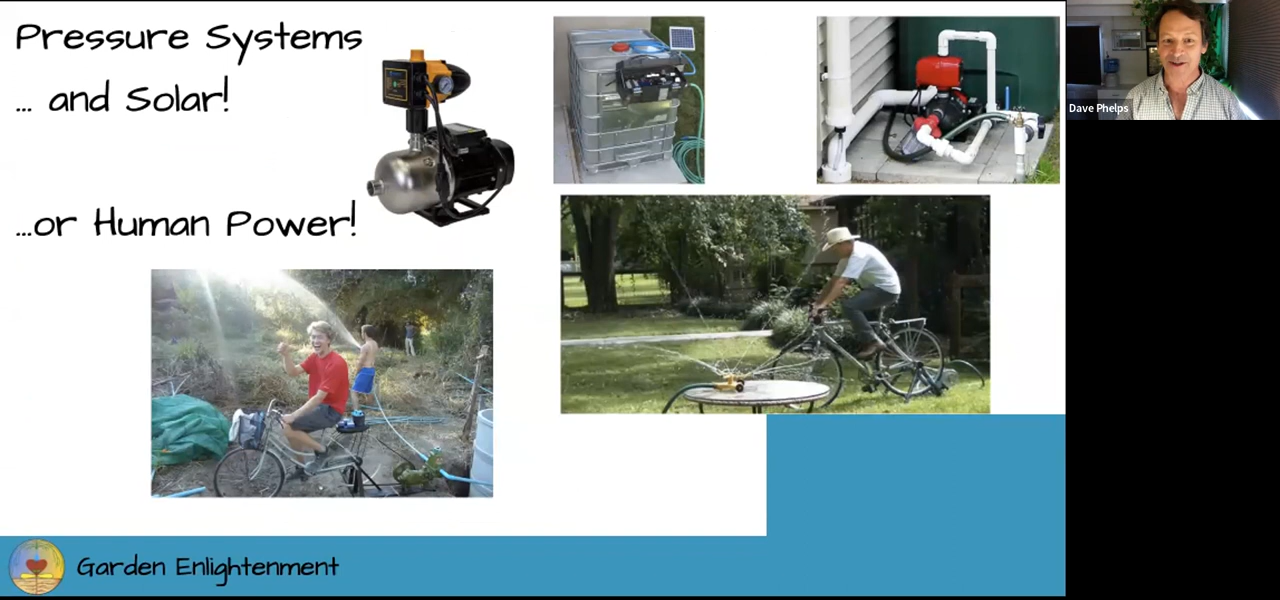 Pressure Systems
... and Solar!
...or Human Power!
Dave Phelps
Garden Enlightenment